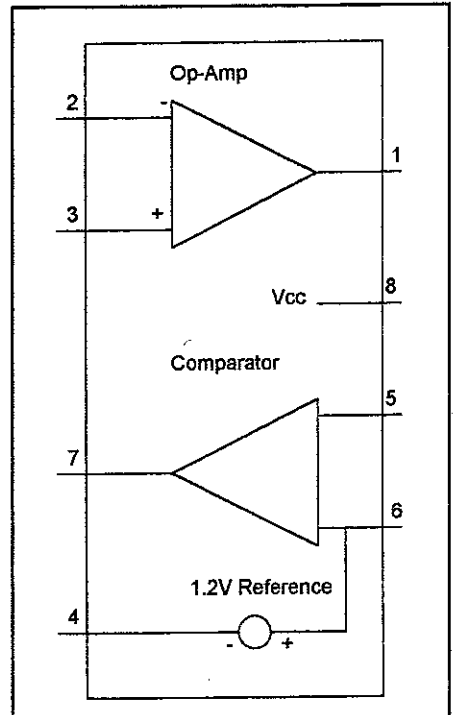 Op-Amp
2
-
1
3
+
8
Vcc
Comparator
5
7
6
1.2V Reference
4
- +